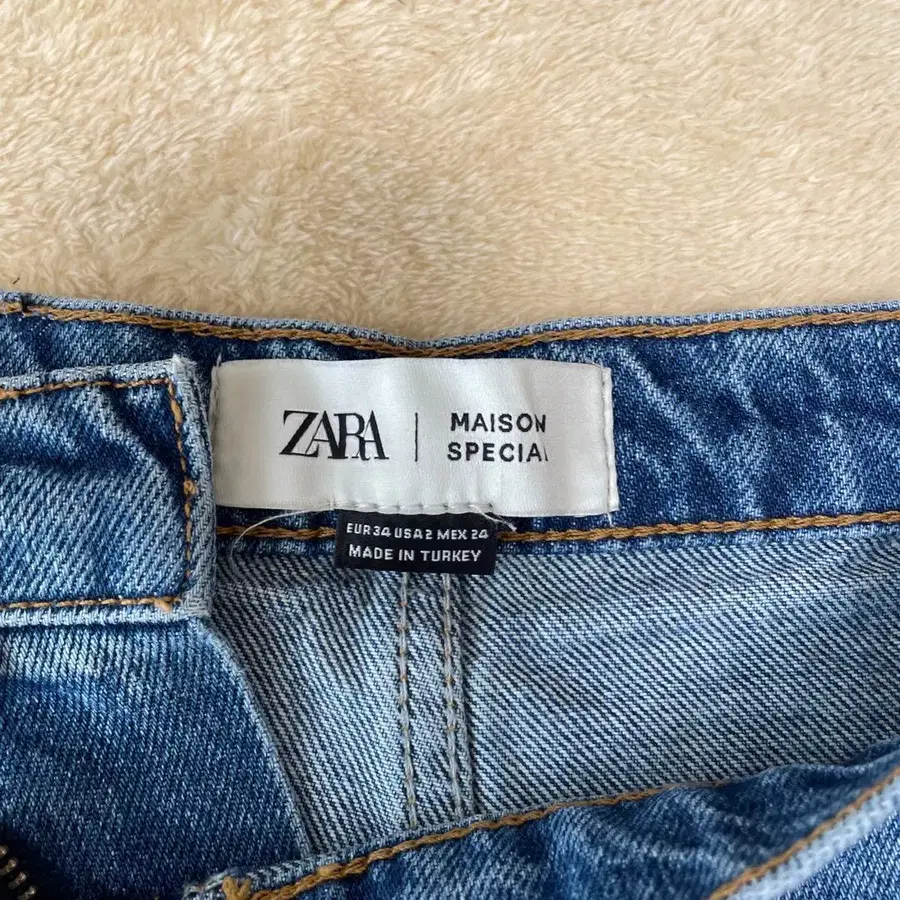 ZARA
MAISON
SPECIAL
EUR 34 USA 2 MEX 24
MADE IN TURKEY